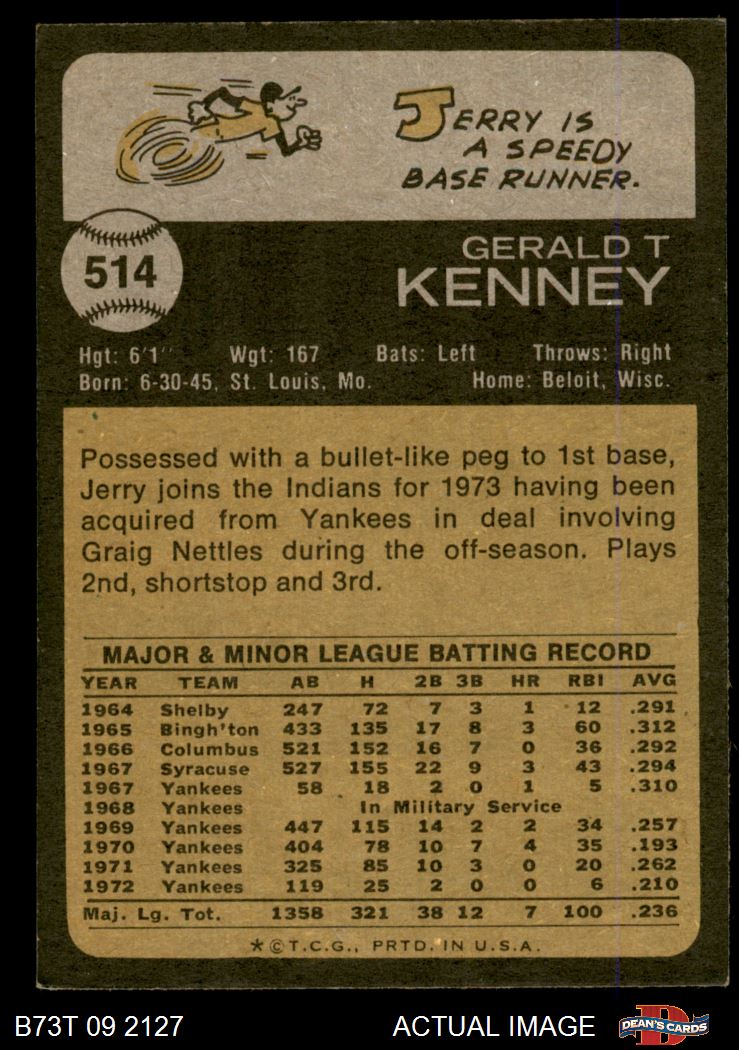 JERRY IS
A SPEEDY
BASE RUNNER.
514
GERALD T
KENNEY
Hgt: 6'1" Wgt: 167 Bats: Left Throws: Right
Born: 6-30-45, St. Louis, Mo. Home: Beloit, Wisc.
Possessed with a bullet-like peg to 1st base,
Jerry joins the Indians for 1973 having been
acquired from Yankees in deal involving
Graig Nettles during the off-season. Plays
2nd, shortstop and 3rd.
MAJOR & MINOR LEAGUE BATTING RECORD
YEAR TEAM AB H 2B 3B HR RBI AVG
1964 Shelby 247 72 7 3 1 12 .291
1965 Bingh'ton 433 135 17 8 3 60 .312
1966 Columbus 521 152 16 7 0 36 .292
1967 Syracuse 527 155 22 9 3 43 .294
1967 Yankees 58 18 2 0 1 5 .310
1968 Yankees In Military Service
1969 Yankees 447 115 14 2 2 34 .257
1970 Yankees 404 78 10 7 4 35 .193
1971 Yankees 325 85 10 3 0 20 .262
1972 Yankees 119 25 2 0 0 6 .210
Maj. Lg. Tot. 1358 321 38 12 7 100 .236
*©T.C.G., PRTD. IN U.S.A.
B73T 09 2127 ACTUAL IMAGE D DEAN'S CARDS